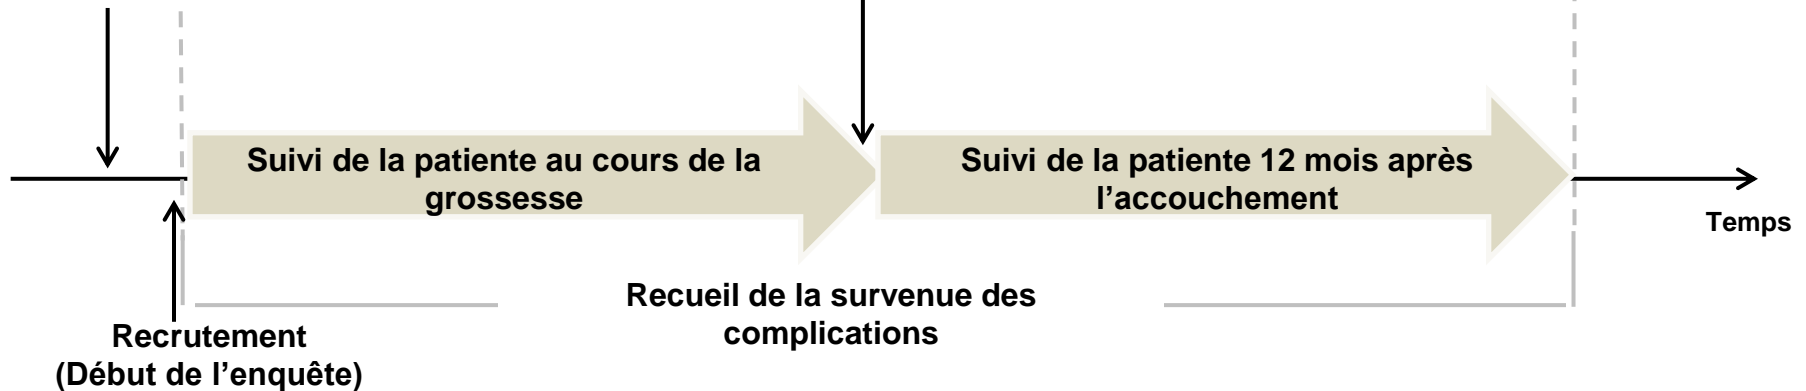 Suivi de la patiente au cours de la
grossesse
Suivi de la patiente 12 mois après
l’accouchement
Temps
Recueil de la survenue des
complications
Recrutement
(Début de l’enquête)